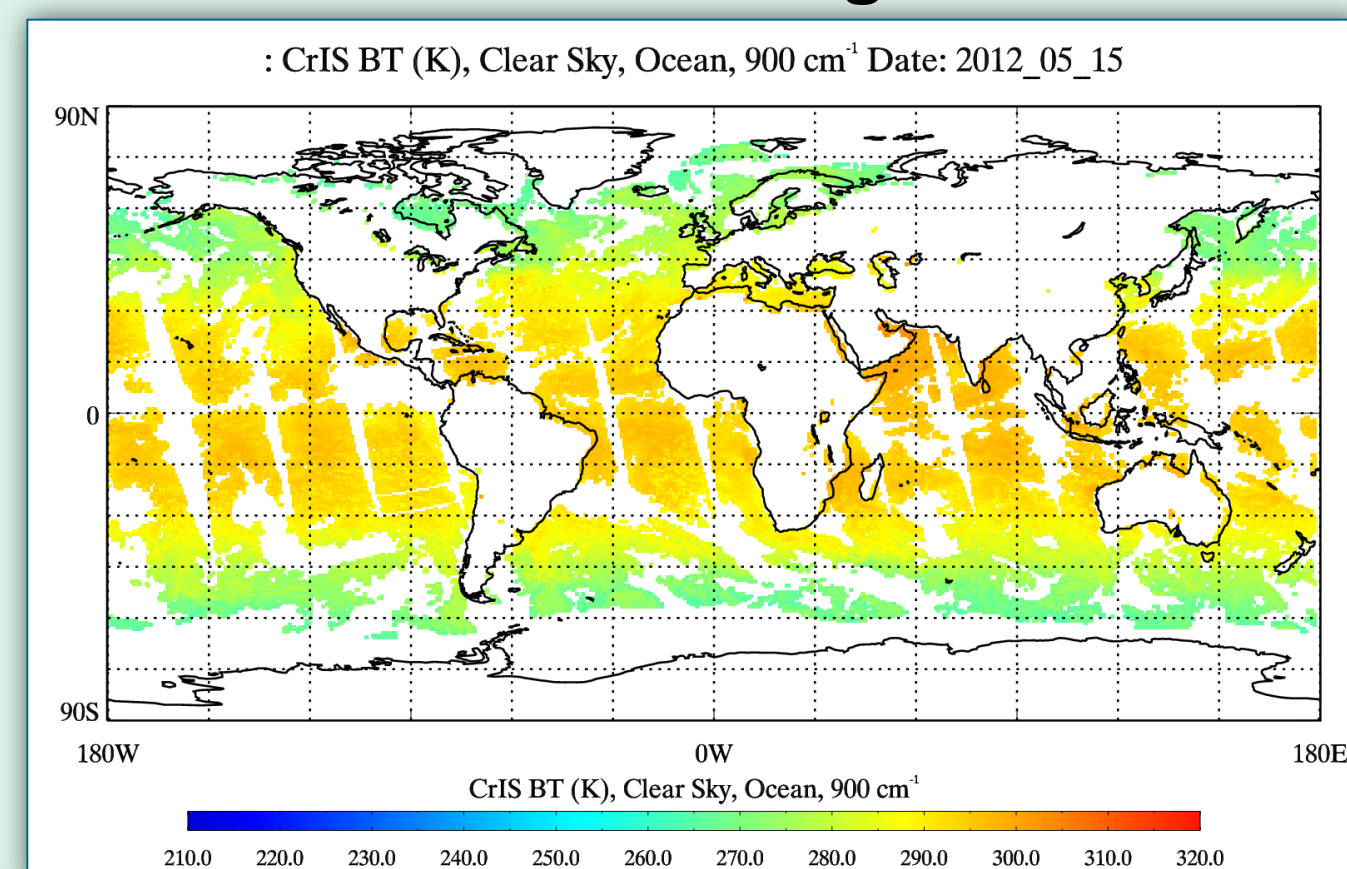 : CrIS BT (K), Clear Sky, Ocean, 900 cm⁻¹ Date: 2012_05_15
90N
0
90S
180W 0W 180E
CrIS BT (K), Clear Sky, Ocean, 900 cm⁻¹
210.0 220.0 230.0 240.0 250.0 260.0 270.0 280.0 290.0 300.0 310.0 320.0